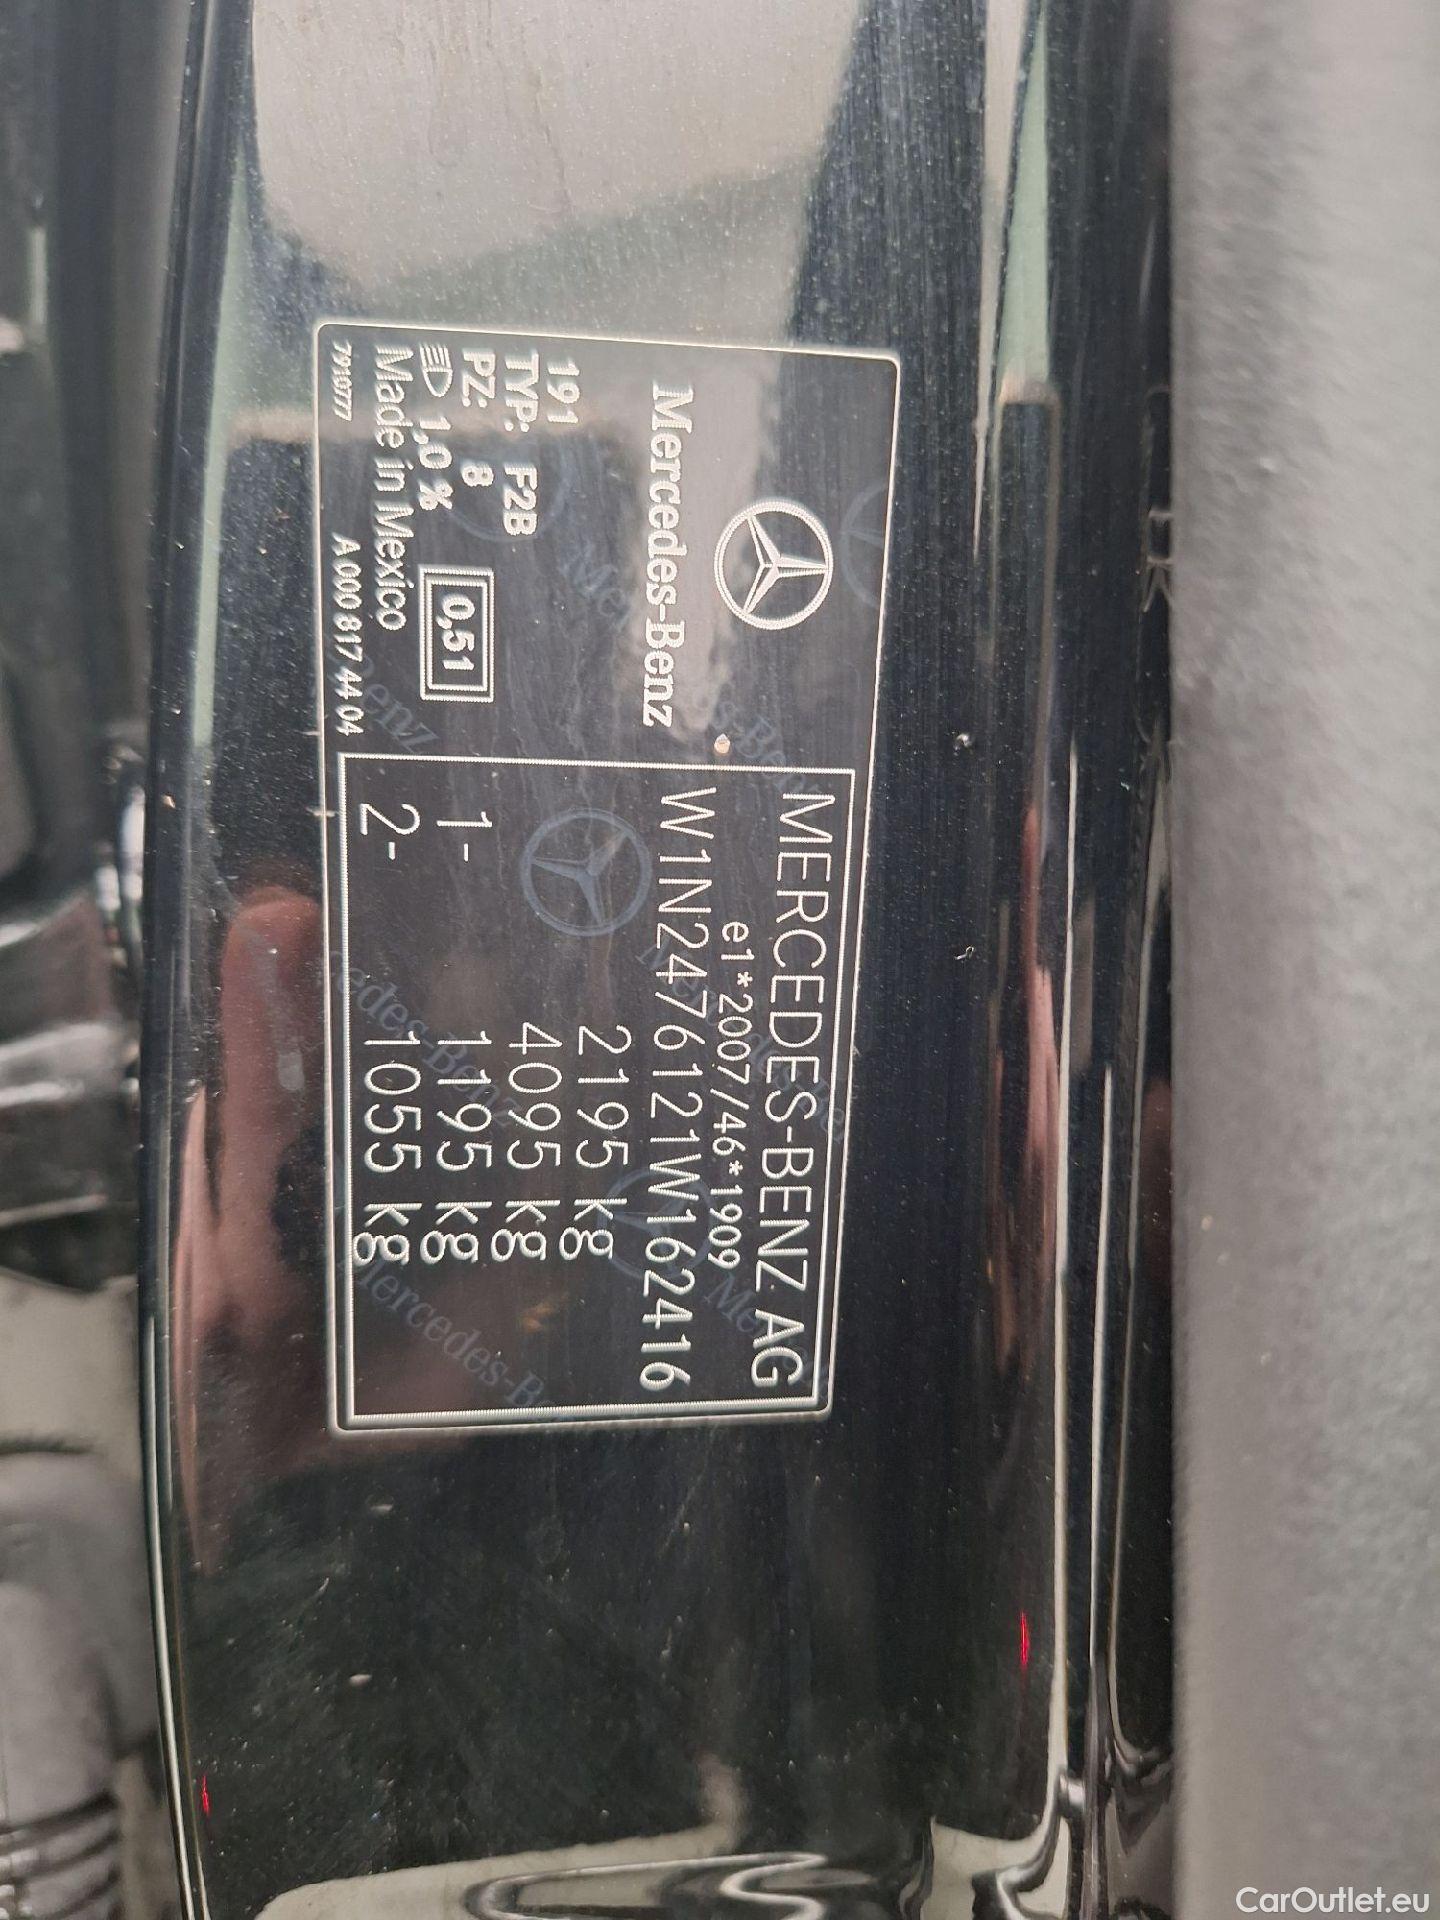 Mercedes-Benz
191
TYP: F2B
PZ: 8
1,0 %
0,51
Made in Mexico
7910777
A 000 817 44 04
MERCEDES-BENZ AG
e1*2007/46*1909
W1N2476121W162416
2195 kg
4095 kg
1- 1195 kg
2- 1055 kg
CarOutlet.eu